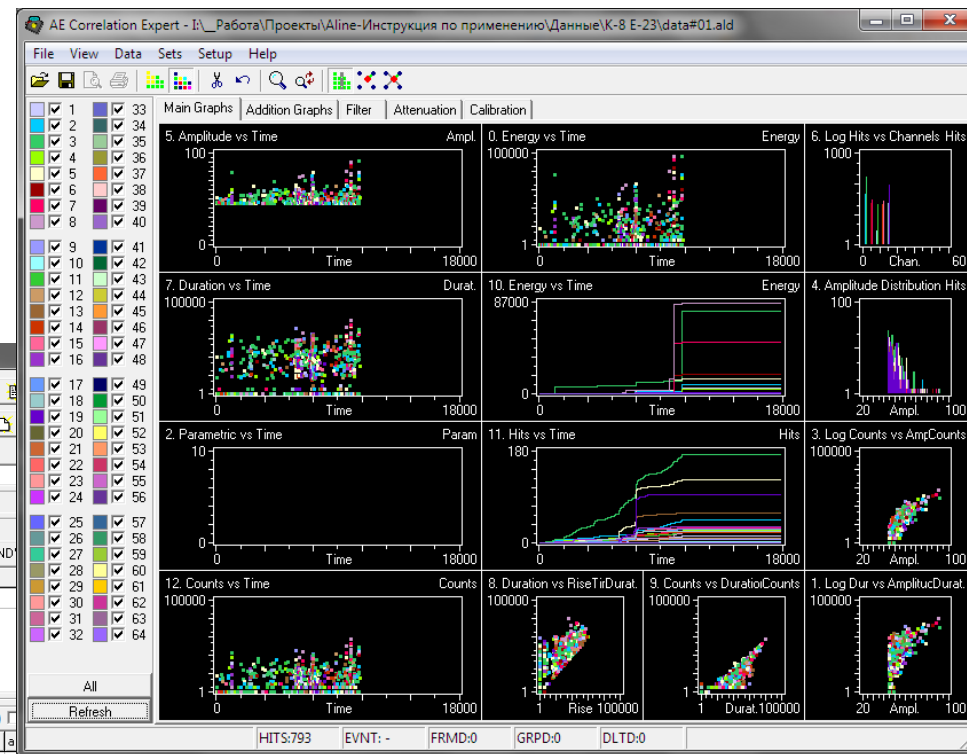 AE Correlation Expert - I:\__Работа\Проекты\Aline-Инструкция по применению\Данные\K-8 E-23\data#01.ald
File View Data Sets Setup Help
Main Graphs Addition Graphs Filter Attenuation Calibration
1 33
2 34
3 35
4 36
5 37
6 38
7 39
8 40
9 41
10 42
11 43
12 44
13 45
14 46
15 47
16 48
17 49
18 50
19 51
20 52
21 53
22 54
23 55
24 56
25 57
26 58
27 59
28 60
29 61
30 62
31 63
32 64
All
Refresh
5. Amplitude vs Time Ampl.
100
0
0 Time 18000
0. Energy vs Time Energy
100000
1
0 Time 18000
6. Log Hits vs Channels Hits
1000
1
0 Chan. 60
7. Duration vs Time Durat.
100000
1
0 Time 18000
10. Energy vs Time Energy
87000
0
0 Time 18000
4. Amplitude Distribution Hits
100
1
20 Ampl. 100
2. Parametric vs Time Param
10
0
0 Time 18000
11. Hits vs Time Hits
180
0
0 Time 18000
3. Log Counts vs AmpCounts
100000
1
20 Ampl. 100
12. Counts vs Time Counts
100000
1
0 Time 18000
8. Duration vs RiseTirDurat.
100000
1
1 Rise 100000
9. Counts vs DuratioCounts
100000
1
1 Durat.100000
1. Log Dur vs AmplitucDurat.
100000
1
20 Ampl. 100
HITS:793 EVNT: - FRMD:0 GRPD:0 DLTD:0
ND'
a